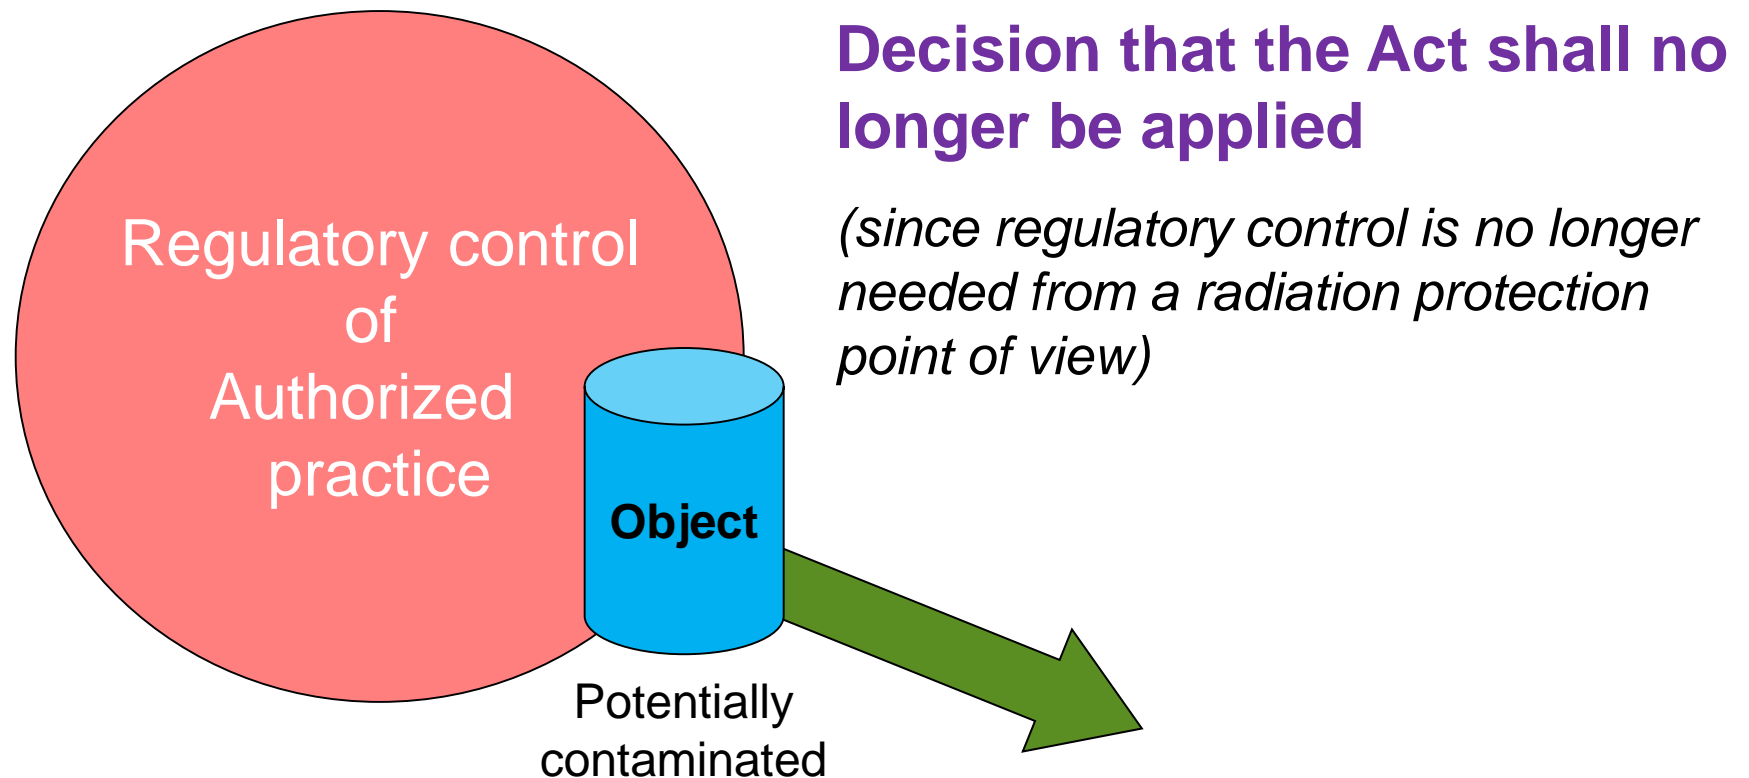 Decision that the Act shall no
longer be applied
(since regulatory control is no longer
needed from a radiation protection
point of view)
Regulatory control
of
Authorized
practice
Object
Potentially
contaminated